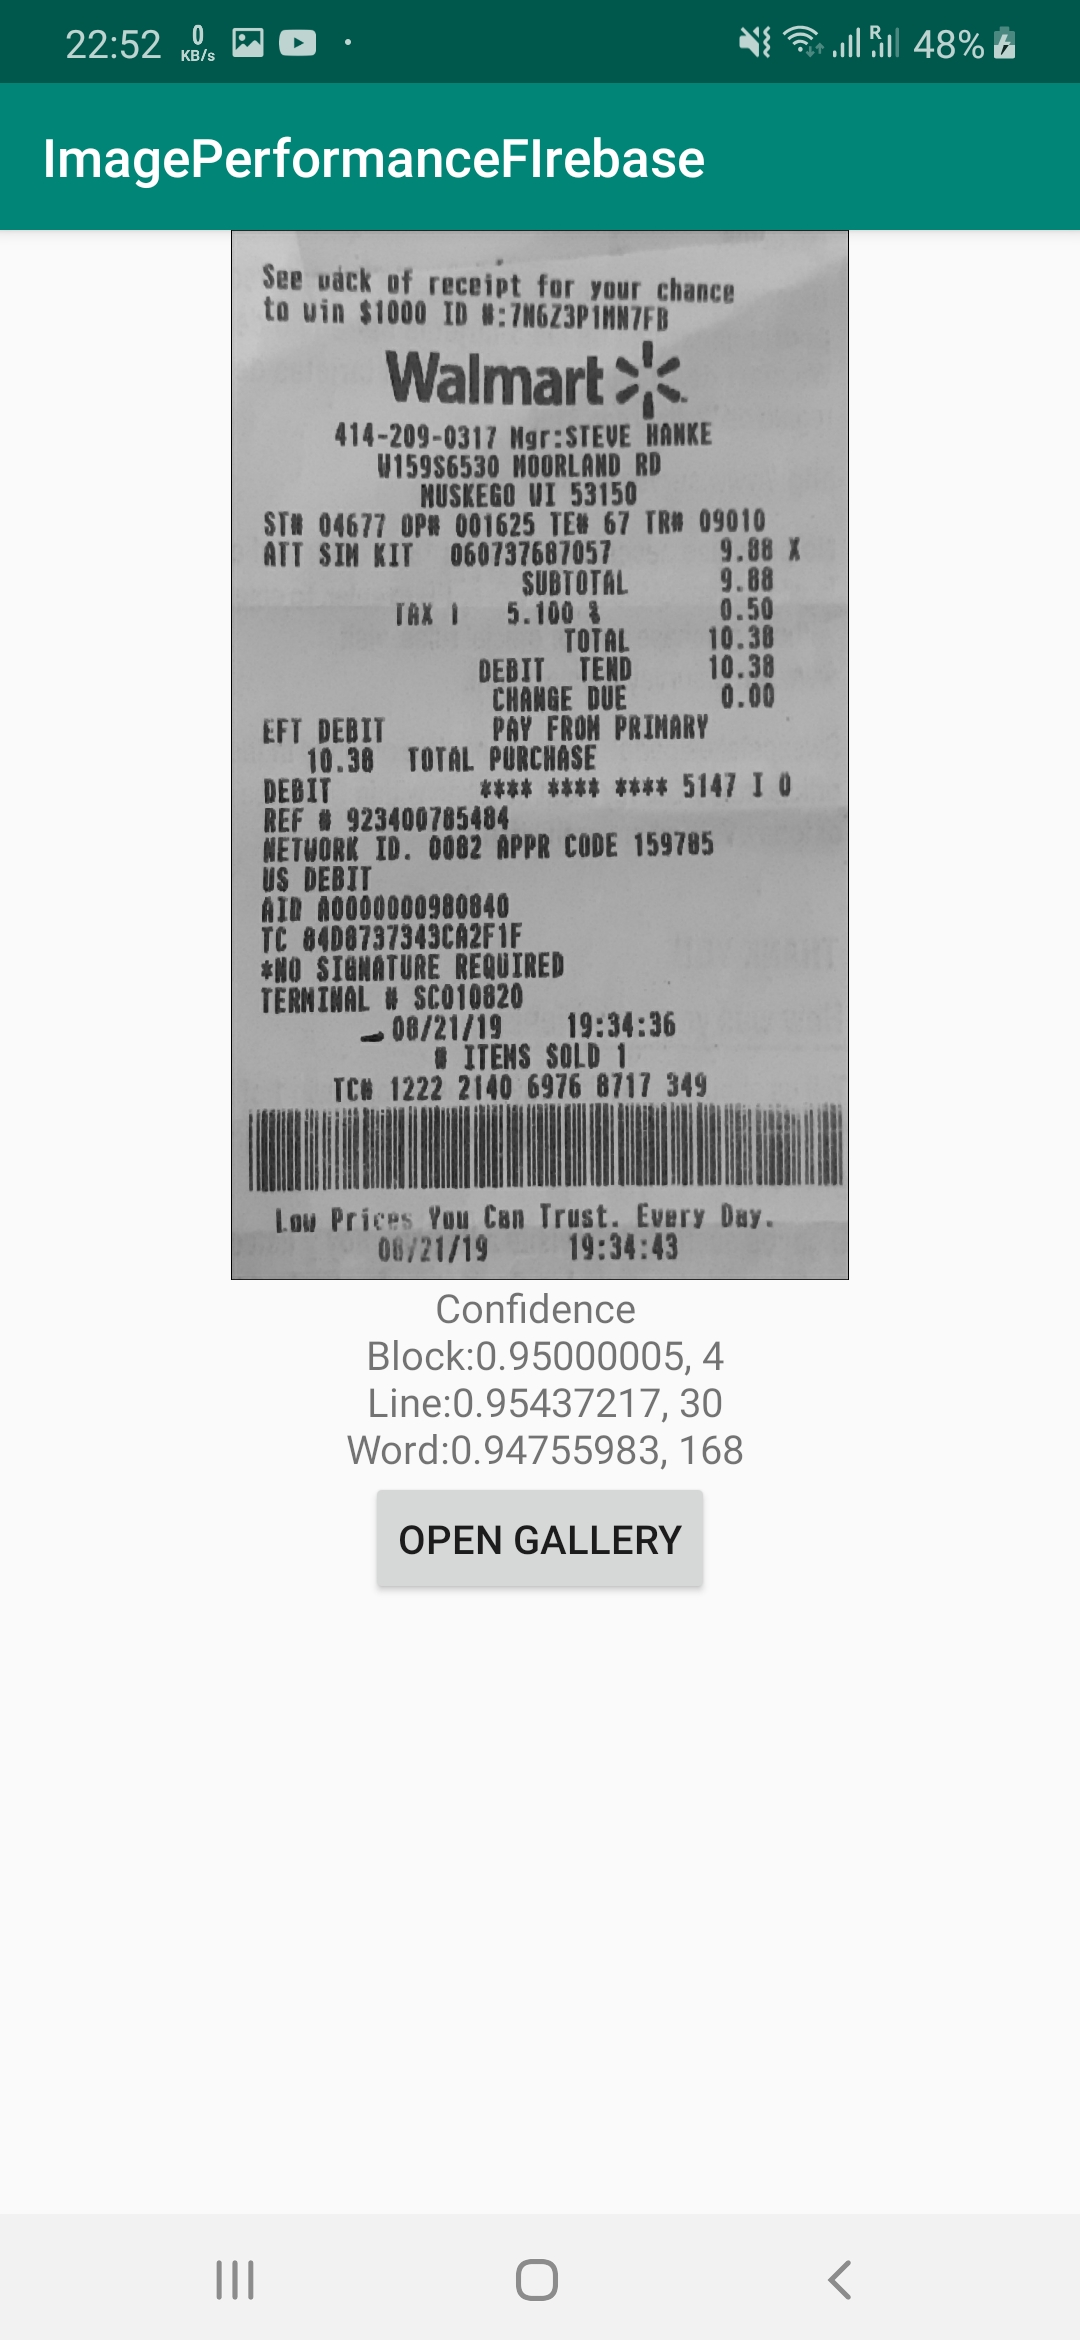 22:52 0 KB/s R 48%
ImagePerformanceFIrebase
See back of receipt for your chance
to win $1000 ID #:7N6Z3P1MN7FB
Walmart
414-209-0317 Mgr:STEVE HANKE
W159S6530 MOORLAND RD
MUSKEGO WI 53150
ST# 04677 OP# 001625 TE# 67 TR# 09010
ATT SIM KIT 060737687057 9.88 X
SUBTOTAL 9.88
TAX 1 5.100 % 0.50
TOTAL 10.38
DEBIT TEND 10.38
CHANGE DUE 0.00
EFT DEBIT PAY FROM PRIMARY
10.38 TOTAL PURCHASE
DEBIT **** **** **** 5147 I 0
REF # 923400785484
NETWORK ID. 0082 APPR CODE 159785
US DEBIT
AID A0000000980840
TC 84D8737343CA2F1F
*NO SIGNATURE REQUIRED
TERMINAL # SC010820
08/21/19 19:34:36
# ITEMS SOLD 1
TC# 1222 2140 6976 8717 349
Low Prices You Can Trust. Every Day.
08/21/19 19:34:43
Confidence
Block:0.95000005, 4
Line:0.95437217, 30
Word:0.94755983, 168
OPEN GALLERY